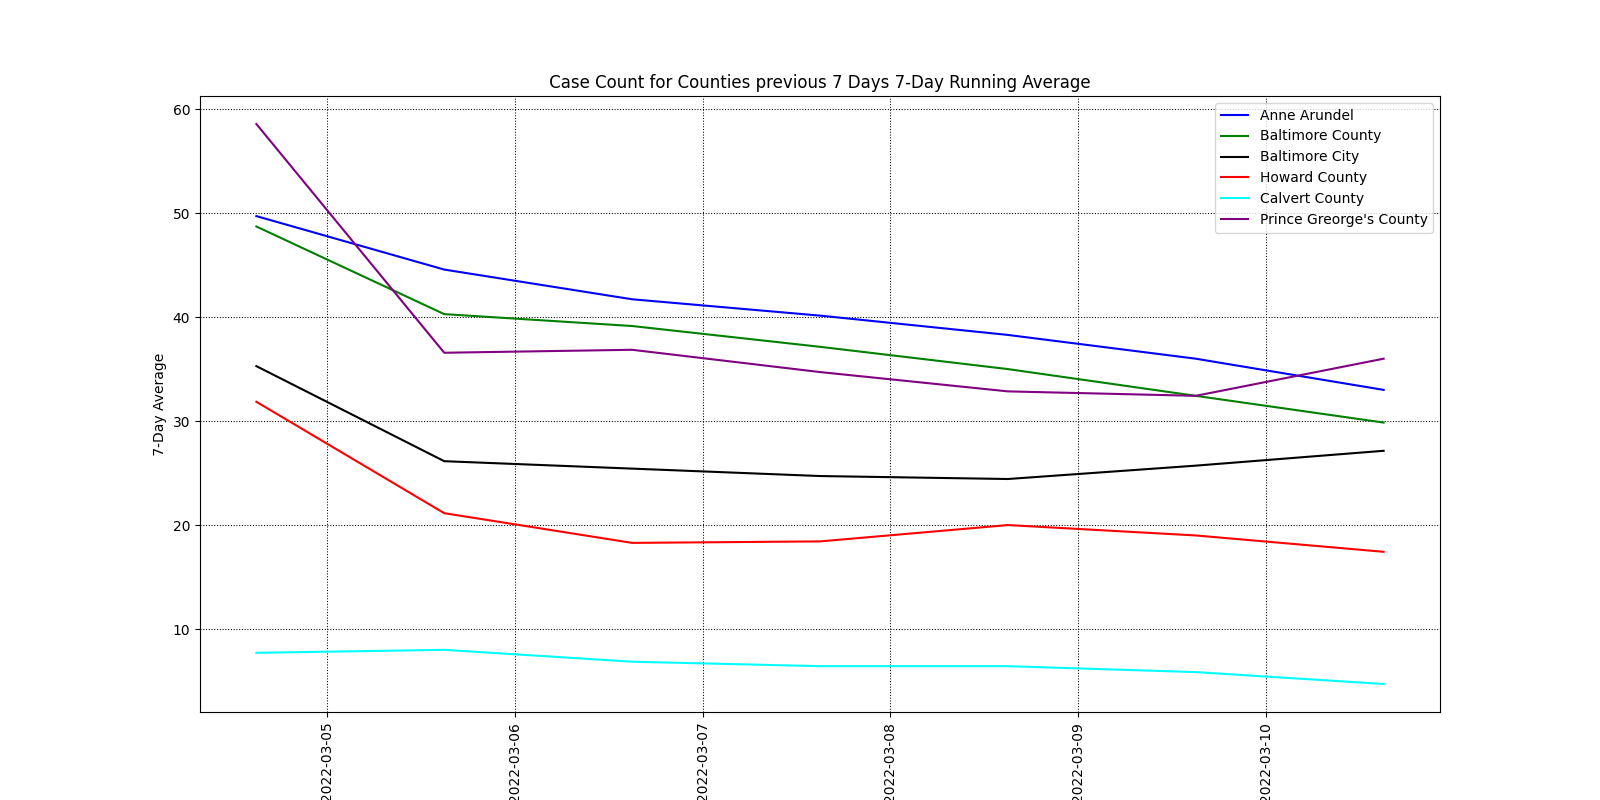 Case Count for Counties previous 7 Days 7-Day Running Average
60
50
40
30
20
10
7-Day Average
Anne Arundel
Baltimore County
Baltimore City
Howard County
Calvert County
Prince Greorge's County
2022-03-05
2022-03-06
2022-03-07
2022-03-08
2022-03-09
2022-03-10